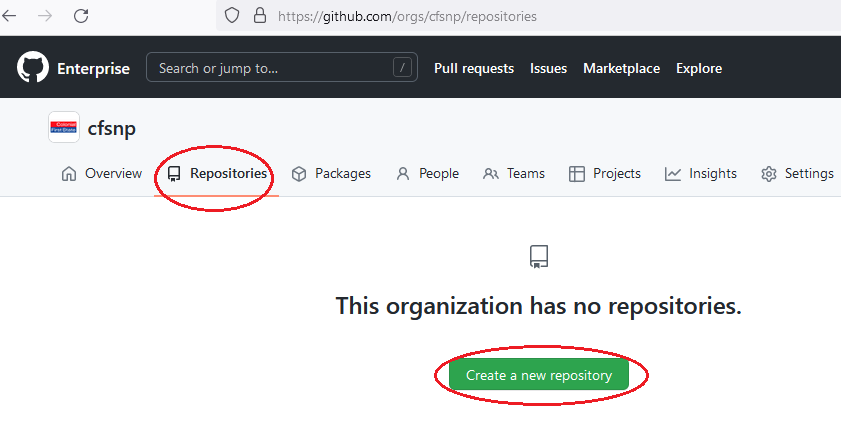 https://github.com/orgs/cfsnp/repositories
Enterprise Search or jump to... / Pull requests Issues Marketplace Explore
Colonial
First State
cfsnp
Overview Repositories Packages People Teams Projects Insights Settings
This organization has no repositories.
Create a new repository